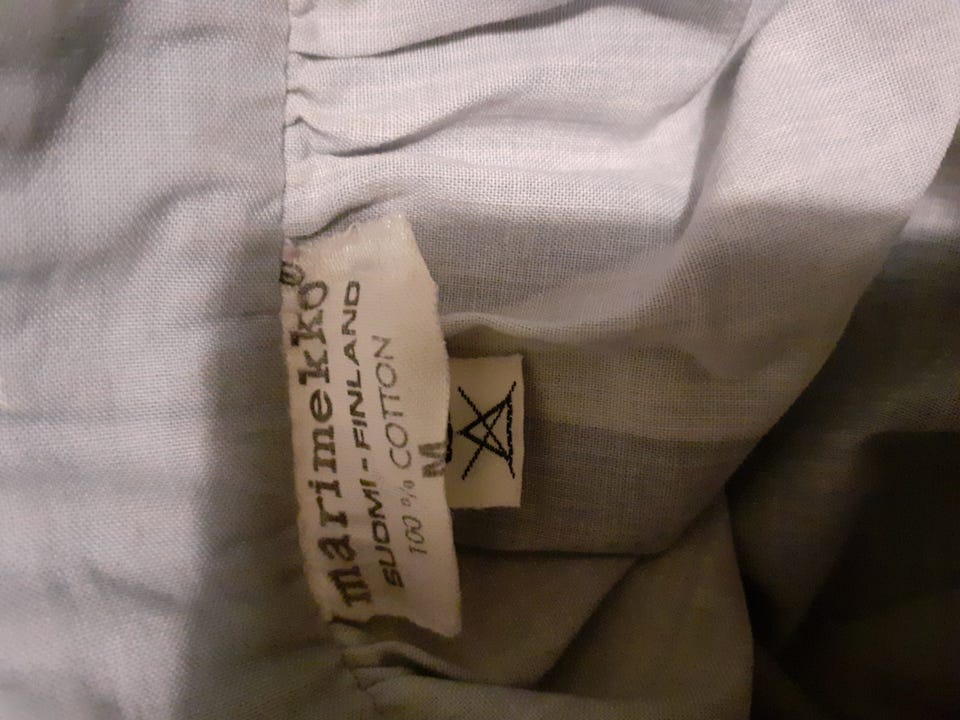 marimekko®
SUOMI - FINLAND
100 % COTTON
M